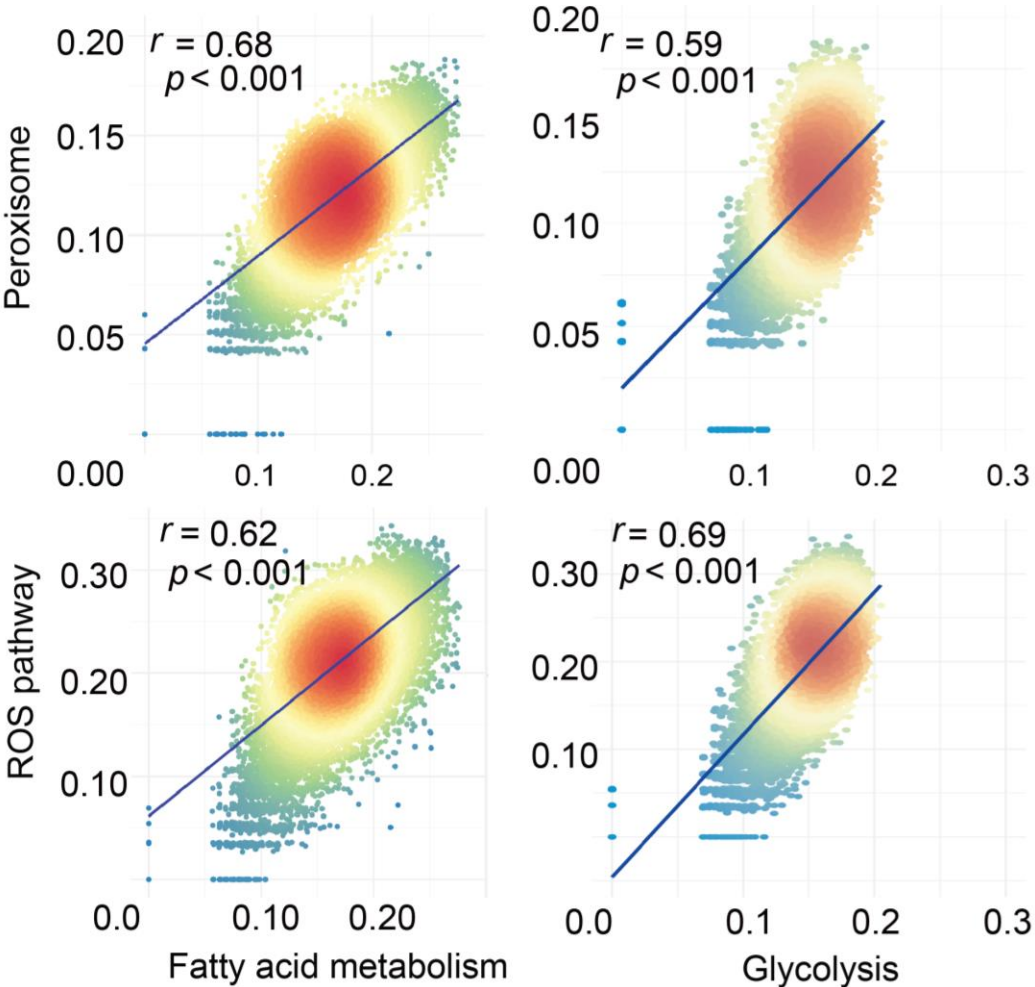 Peroxisome
0.20
0.15
0.10
0.05
0.00
r = 0.68
p < 0.001
0.1
0.2
0.20
0.15
0.10
0.05
0.00
r = 0.59
p < 0.001
0.1
0.2
0.3
ROS pathway
0.30
0.20
0.10
0.0
r = 0.62
p < 0.001
0.10
0.20
Fatty acid metabolism
0.30
0.20
0.10
0.0
r = 0.69
p < 0.001
0.1
0.2
0.3
Glycolysis